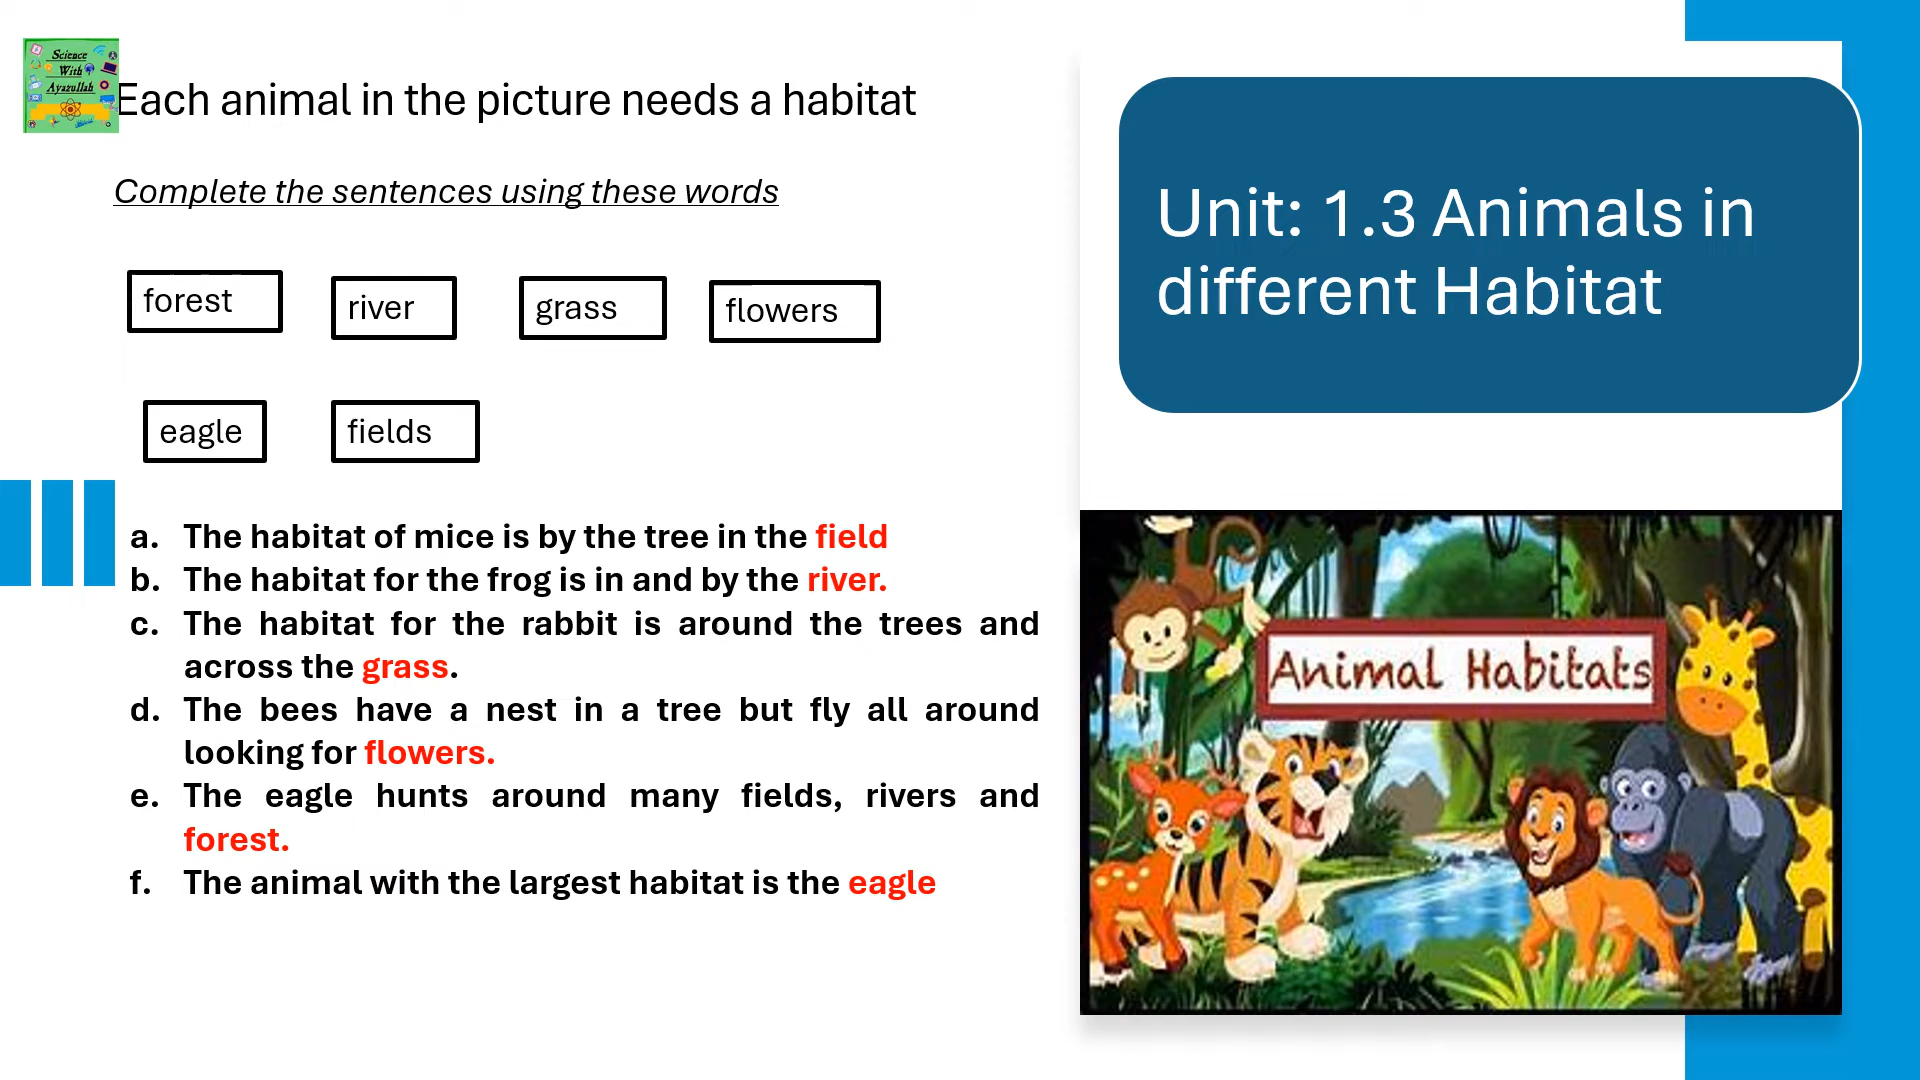 Science
With
Ayazullah
Each animal in the picture needs a habitat
Complete the sentences using these words
forest
river
grass
flowers
eagle
fields
a. The habitat of mice is by the tree in the field
b. The habitat for the frog is in and by the river.
c. The habitat for the rabbit is around the trees and
across the grass.
d. The bees have a nest in a tree but fly all around
looking for flowers.
e. The eagle hunts around many fields, rivers and
forest.
f. The animal with the largest habitat is the eagle
Unit: 1.3 Animals in
different Habitat
Animal Habitats